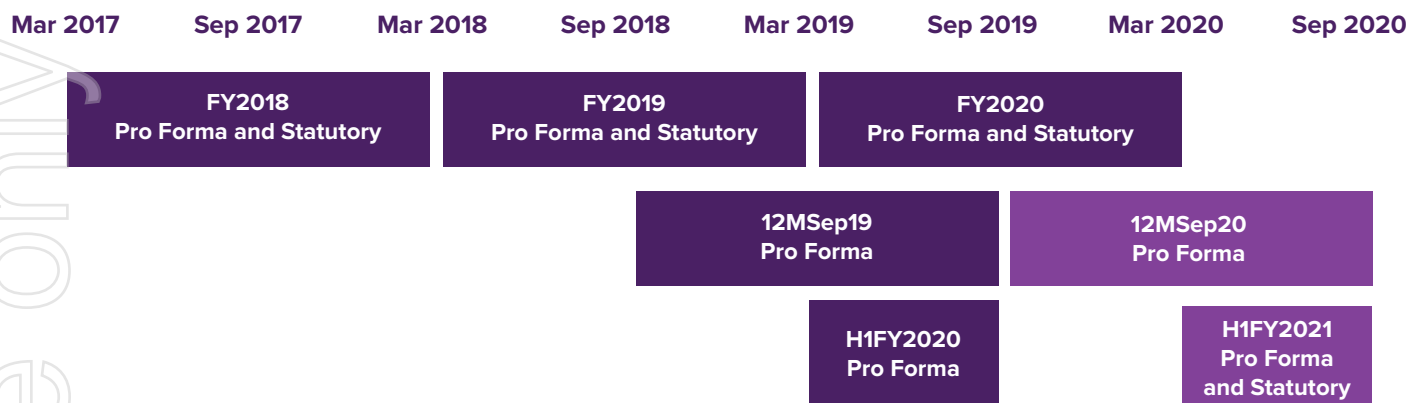 Mar 2017 Sep 2017 Mar 2018 Sep 2018 Mar 2019 Sep 2019 Mar 2020 Sep 2020
FY2018 FY2019 FY2020
Pro Forma and Statutory Pro Forma and Statutory Pro Forma and Statutory
12MSep19 12MSep20
Pro Forma Pro Forma
H1FY2020 H1FY2021
Pro Forma Pro Forma
and Statutory
e only